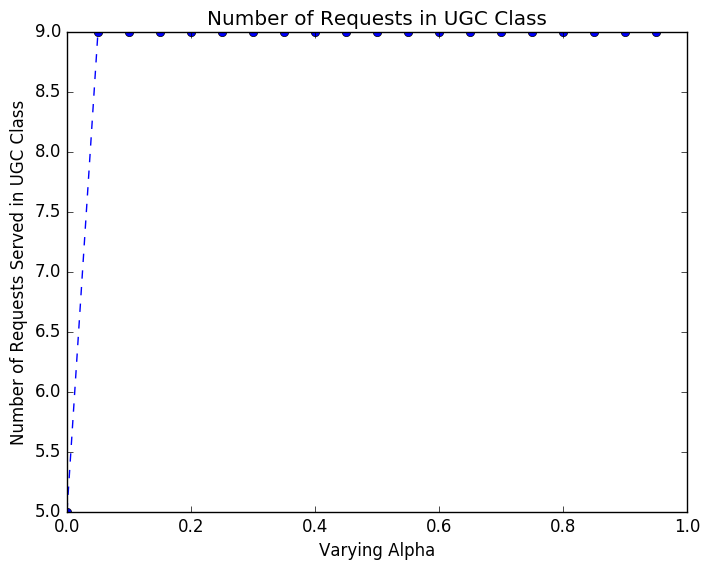 Number of Requests in UGC Class
Number of Requests Served in UGC Class
9.0
8.5
8.0
7.5
7.0
6.5
6.0
5.5
5.0
0.0 0.2 0.4 0.6 0.8 1.0
Varying Alpha